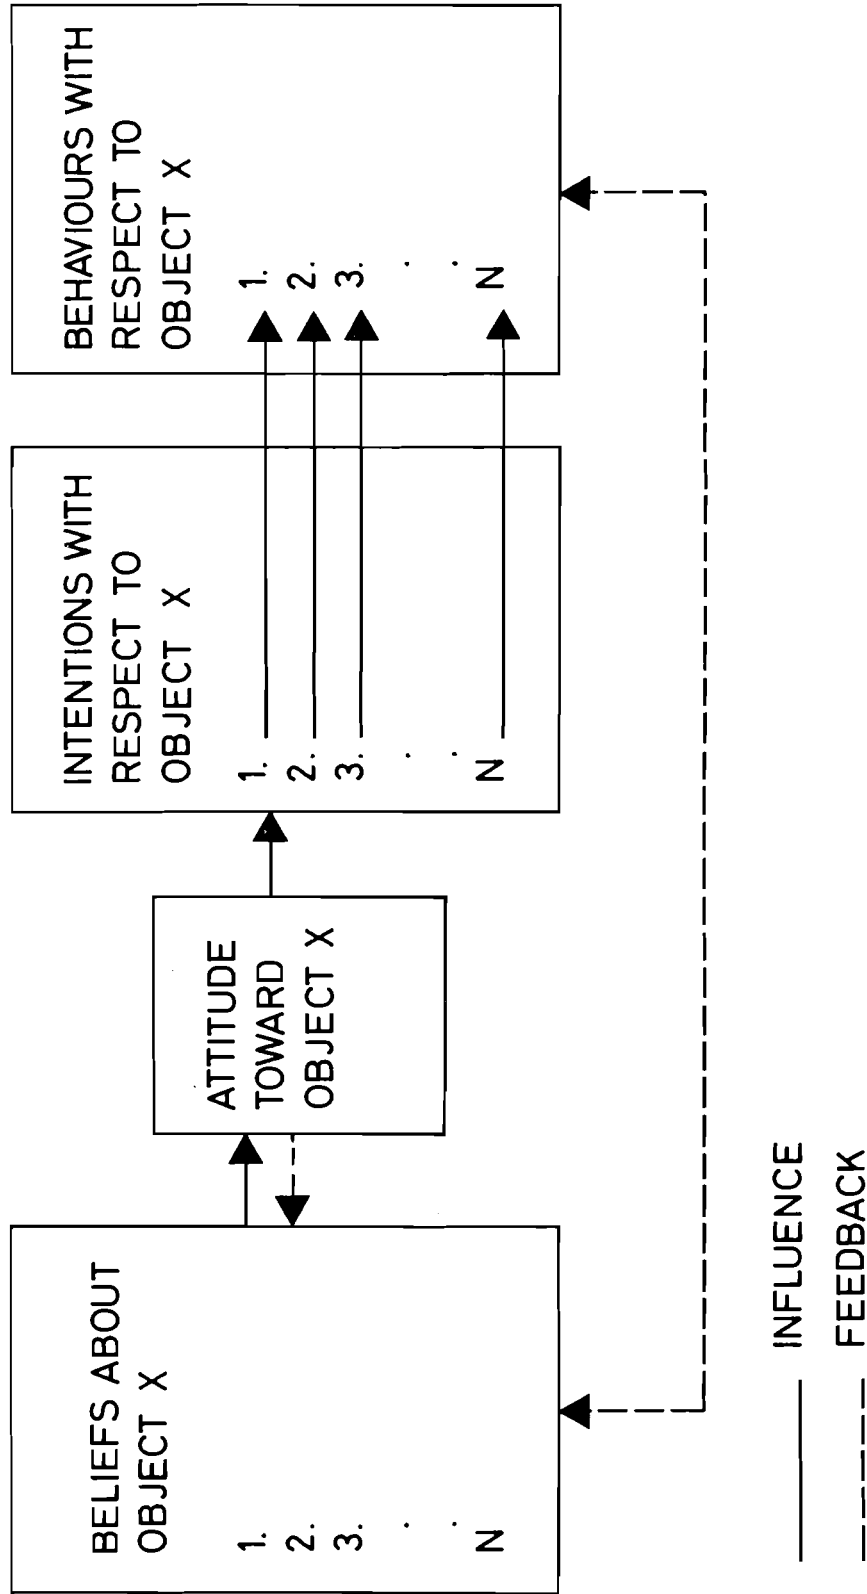 BELIEFS ABOUT
OBJECT X
1.
2.
3.
.
.
N
ATTITUDE
TOWARD
OBJECT X
INTENTIONS WITH
RESPECT TO
OBJECT X
1.
2.
3.
.
.
N
BEHAVIOURS WITH
RESPECT TO
OBJECT X
1.
2.
3.
.
.
N
INFLUENCE
FEEDBACK